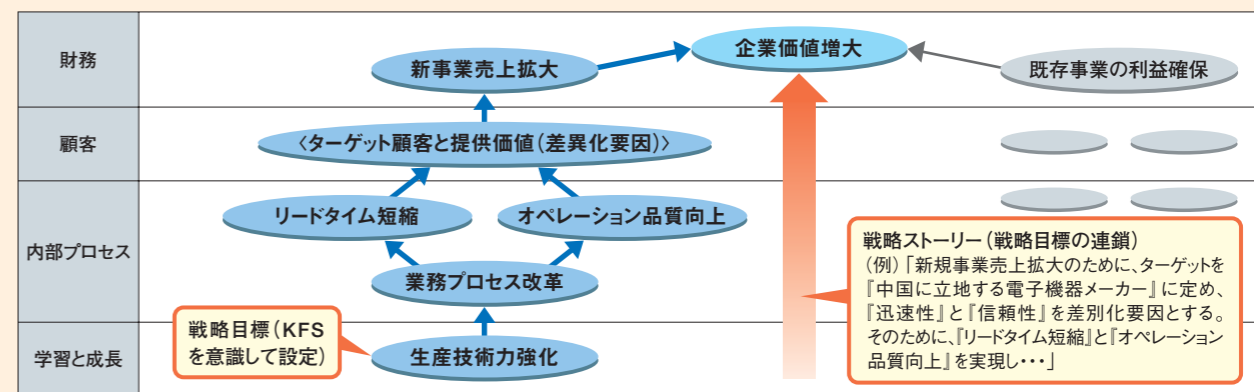 財務
企業価値増大
新事業売上拡大
既存事業の利益確保
顧客
〈ターゲット顧客と提供価値(差異化要因)〉
内部プロセス
リードタイム短縮
オペレーション品質向上
業務プロセス改革
戦略ストーリー(戦略目標の連鎖)
(例)「新規事業売上拡大のために、ターゲットを
『中国に立地する電子機器メーカー』に定め、
『迅速性』と『信頼性』を差別化要因とする。
そのために、『リードタイム短縮』と『オペレーション
品質向上』を実現し・・・」
学習と成長
戦略目標(KFS
を意識して設定)
生産技術力強化